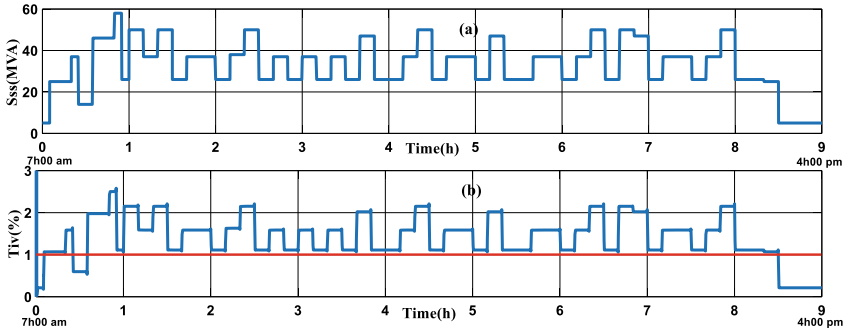 60
(a)
40
20
0
Sss(MVA)
0 1 2 3 4 5 6 7 8 9
7h00 am
Time(h)
4h00 pm
3
(b)
2
1
0
Tiv(%)
0 1 2 3 4 5 6 7 8 9
7h00 am
Time(h)
4h00 pm